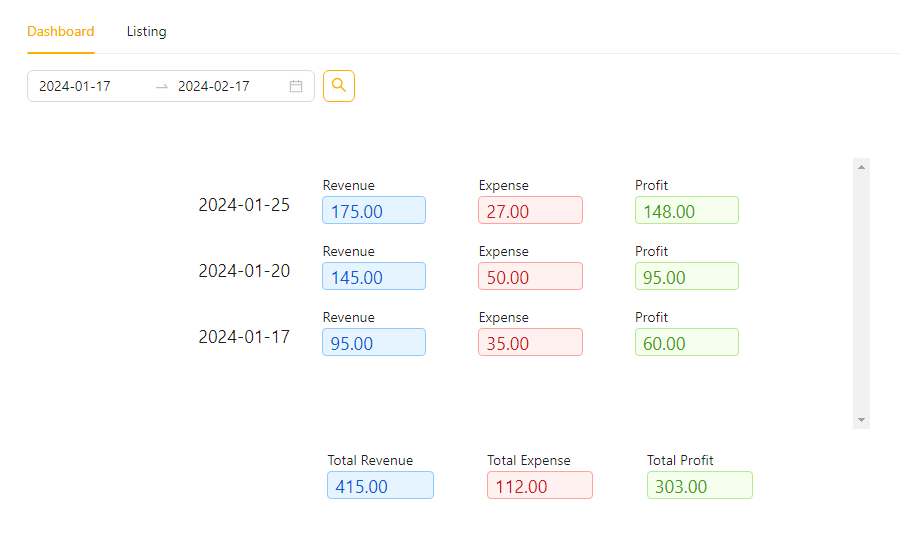 Dashboard Listing
2024-01-17 → 2024-02-17
Revenue Expense Profit
2024-01-25 175.00 27.00 148.00
Revenue Expense Profit
2024-01-20 145.00 50.00 95.00
Revenue Expense Profit
2024-01-17 95.00 35.00 60.00
Total Revenue Total Expense Total Profit
415.00 112.00 303.00